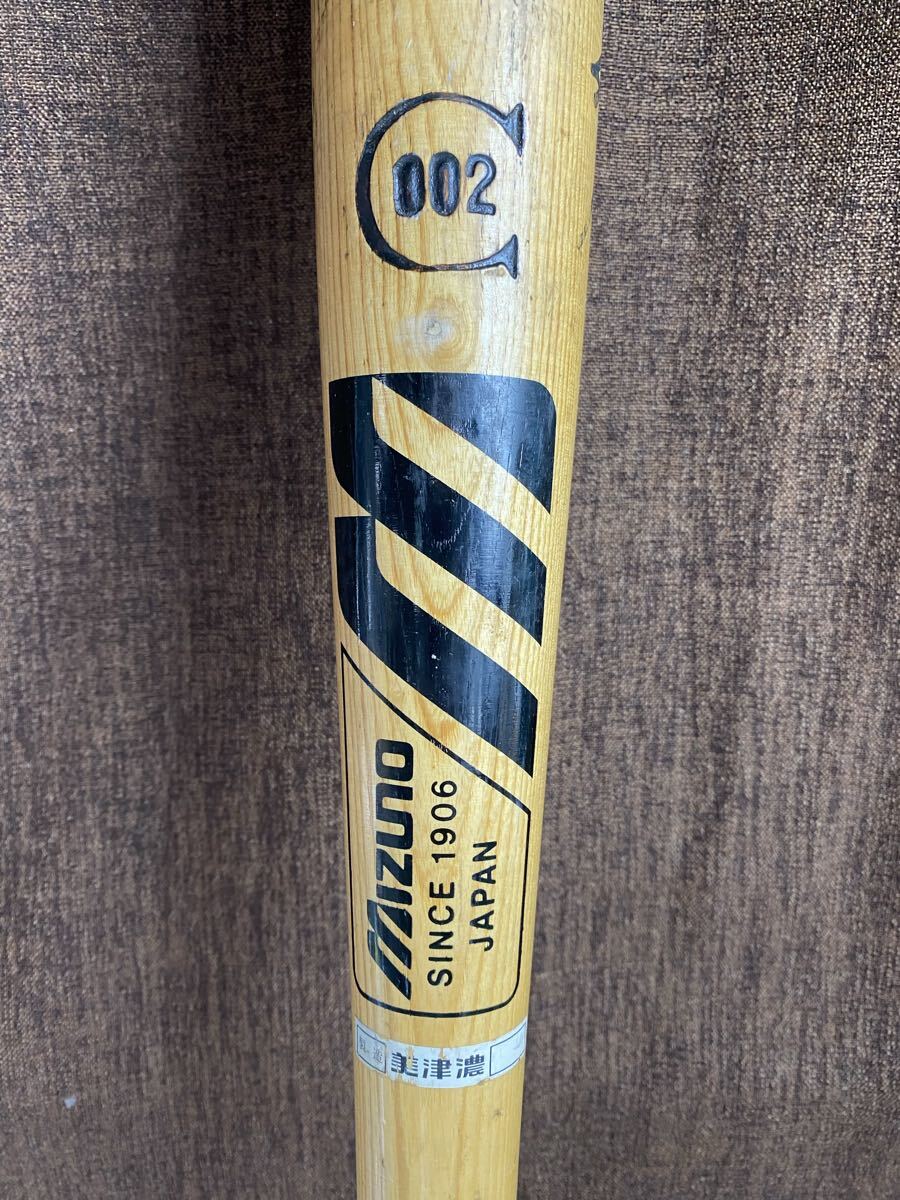 C
002
Mizuno
SINCE 1906
JAPAN
美津濃